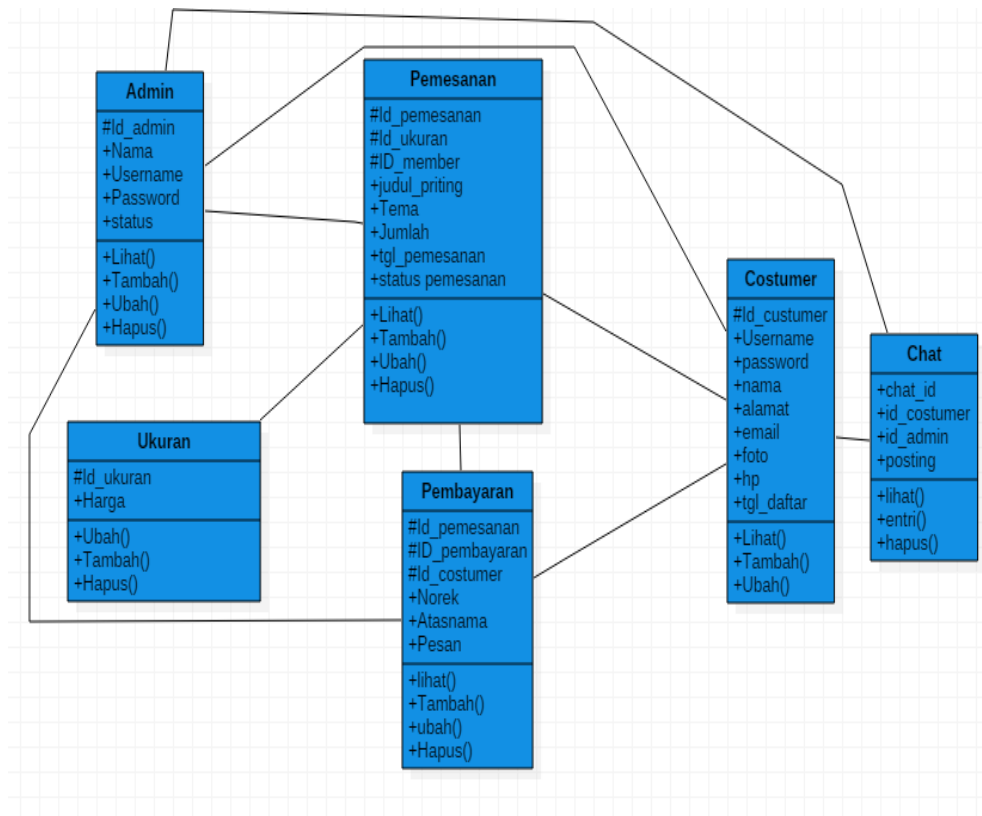 Admin
#Id_admin
+Nama
+Username
+Password
+status
+Lihat()
+Tambah()
+Ubah()
+Hapus()
Pemesanan
#Id_pemesanan
#Id_ukuran
#ID_member
+judul_priting
+Tema
+Jumlah
+tgl_pemesanan
+status pemesanan
+Lihat()
+Tambah()
+Ubah()
+Hapus()
Costumer
#Id_custumer
+Username
+password
+nama
+alamat
+email
+foto
+hp
+tgl_daftar
+Lihat()
+Tambah()
+Ubah()
Chat
+chat_id
+id_costumer
+id_admin
+posting
+lihat()
+entri()
+hapus()
Ukuran
#Id_ukuran
+Harga
+Ubah()
+Tambah()
+Hapus()
Pembayaran
#Id_pemesanan
#ID_pembayaran
#Id_costumer
+Norek
+Atasnama
+Pesan
+lihat()
+Tambah()
+ubah()
+Hapus()